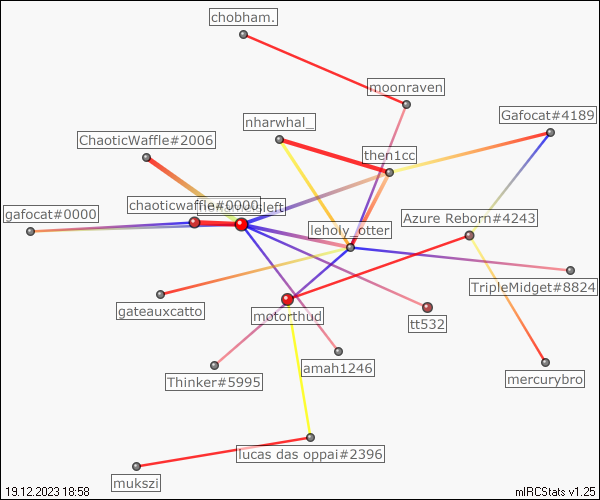 chobham.
moonraven
Gafocat#4189
nharwhal_
ChaoticWaffle#2006
then1cc
chaoticwaffle#0000
sleft
gafocat#0000
Azure Reborn#4243
leholy_otter
TripleMidget#8824
gateauxcatto
motorthud
tt532
amah1246
Thinker#5995
mercurybro
lucas das oppai#2396
mukszi
19.12.2023 18:58
mIRCStats v1.25